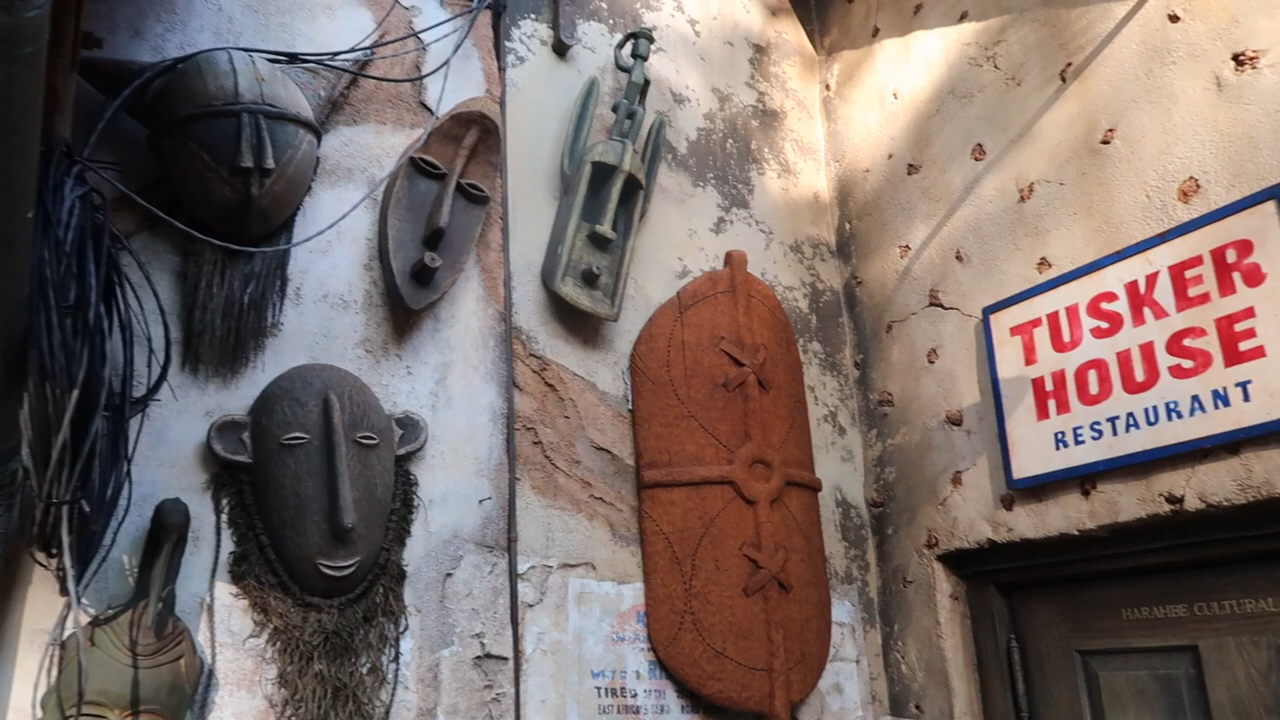 TUSKER
HOUSE
RESTAURANT
HARAMBE CULTURAL
TIRED
EAST AFRICA'S